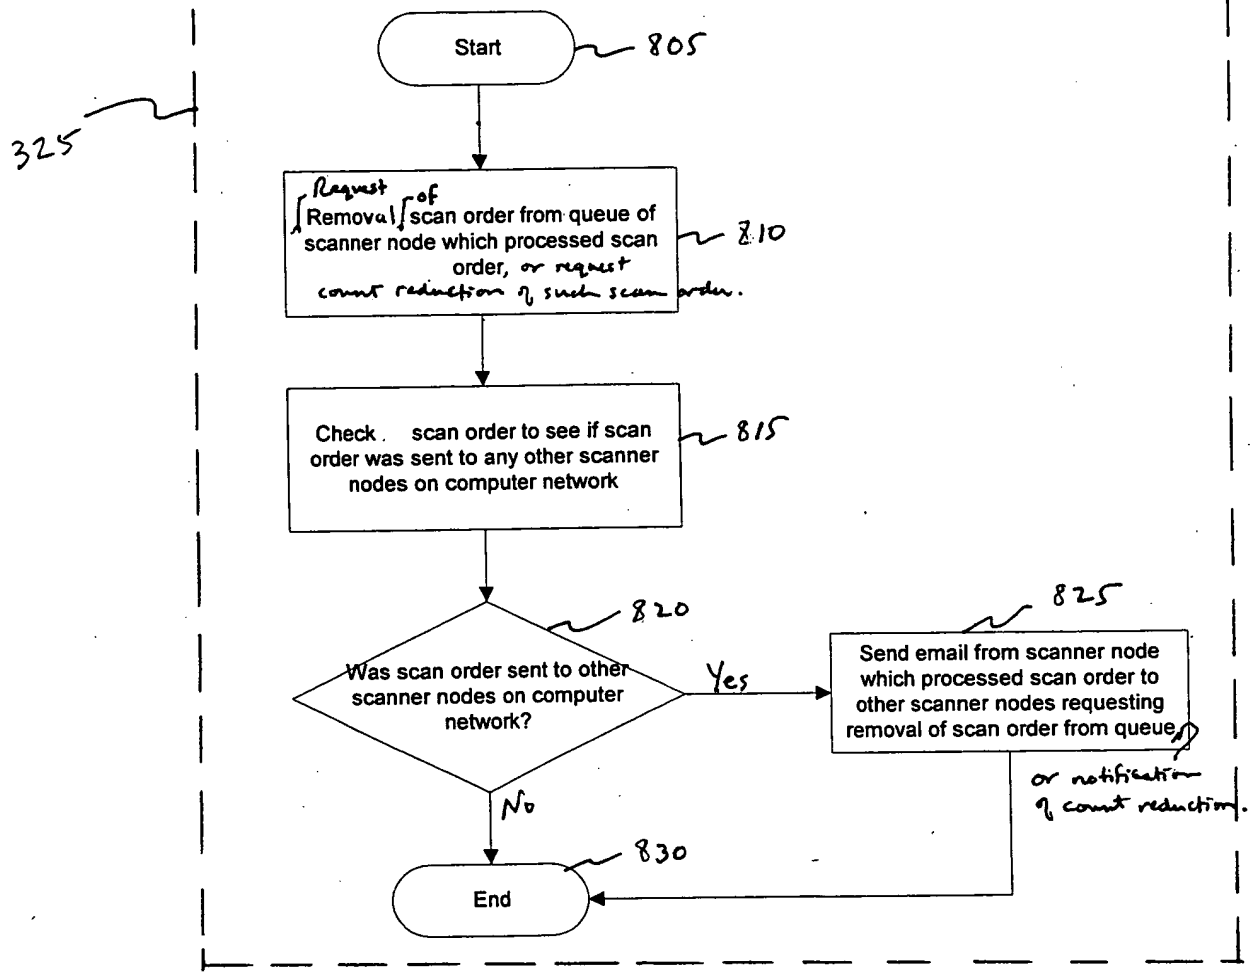 Start
805
325
Request of
Removal scan order from queue of
scanner node which processed scan
order, or request
count reduction of such scan order.
810
Check. scan order to see if scan
order was sent to any other scanner
nodes on computer network
815
820
Was scan order sent to other
scanner nodes on computer
network?
Yes
825
Send email from scanner node
which processed scan order to
other scanner nodes requesting
removal of scan order from queue
or notification
of count reduction.
No
830
End